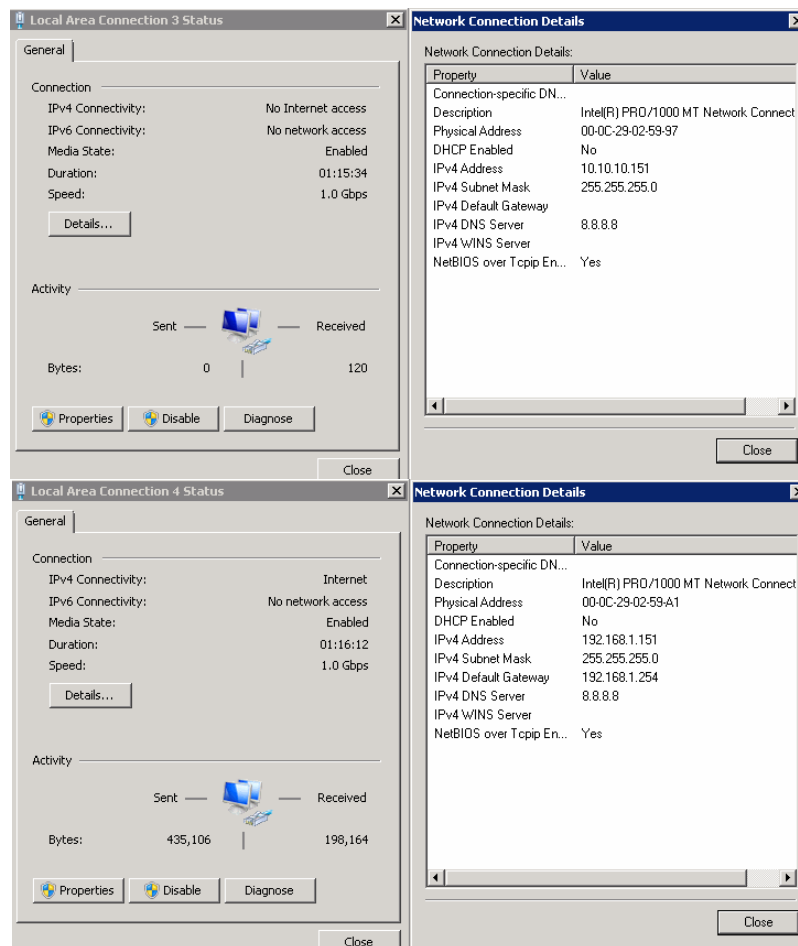 Local Area Connection 3 Status
General
Connection
IPv4 Connectivity: No Internet access
IPv6 Connectivity: No network access
Media State: Enabled
Duration: 01:15:34
Speed: 1.0 Gbps
Details...
Activity
Sent Received
Bytes: 0 120
Properties Disable Diagnose
Close
Network Connection Details
Network Connection Details:
Property Value
Connection-specific DN...
Description Intel(R) PRO/1000 MT Network Connect
Physical Address 00-0C-29-02-59-97
DHCP Enabled No
IPv4 Address 10.10.10.151
IPv4 Subnet Mask 255.255.255.0
IPv4 Default Gateway
IPv4 DNS Server 8.8.8.8
IPv4 WINS Server
NetBIOS over Tcpip En... Yes
Close
Local Area Connection 4 Status
General
Connection
IPv4 Connectivity: Internet
IPv6 Connectivity: No network access
Media State: Enabled
Duration: 01:16:12
Speed: 1.0 Gbps
Details...
Activity
Sent Received
Bytes: 435,106 198,164
Properties Disable Diagnose
Close
Network Connection Details
Network Connection Details:
Property Value
Connection-specific DN...
Description Intel(R) PRO/1000 MT Network Connect
Physical Address 00-0C-29-02-59-A1
DHCP Enabled No
IPv4 Address 192.168.1.151
IPv4 Subnet Mask 255.255.255.0
IPv4 Default Gateway 192.168.1.254
IPv4 DNS Server 8.8.8.8
IPv4 WINS Server
NetBIOS over Tcpip En... Yes
Close